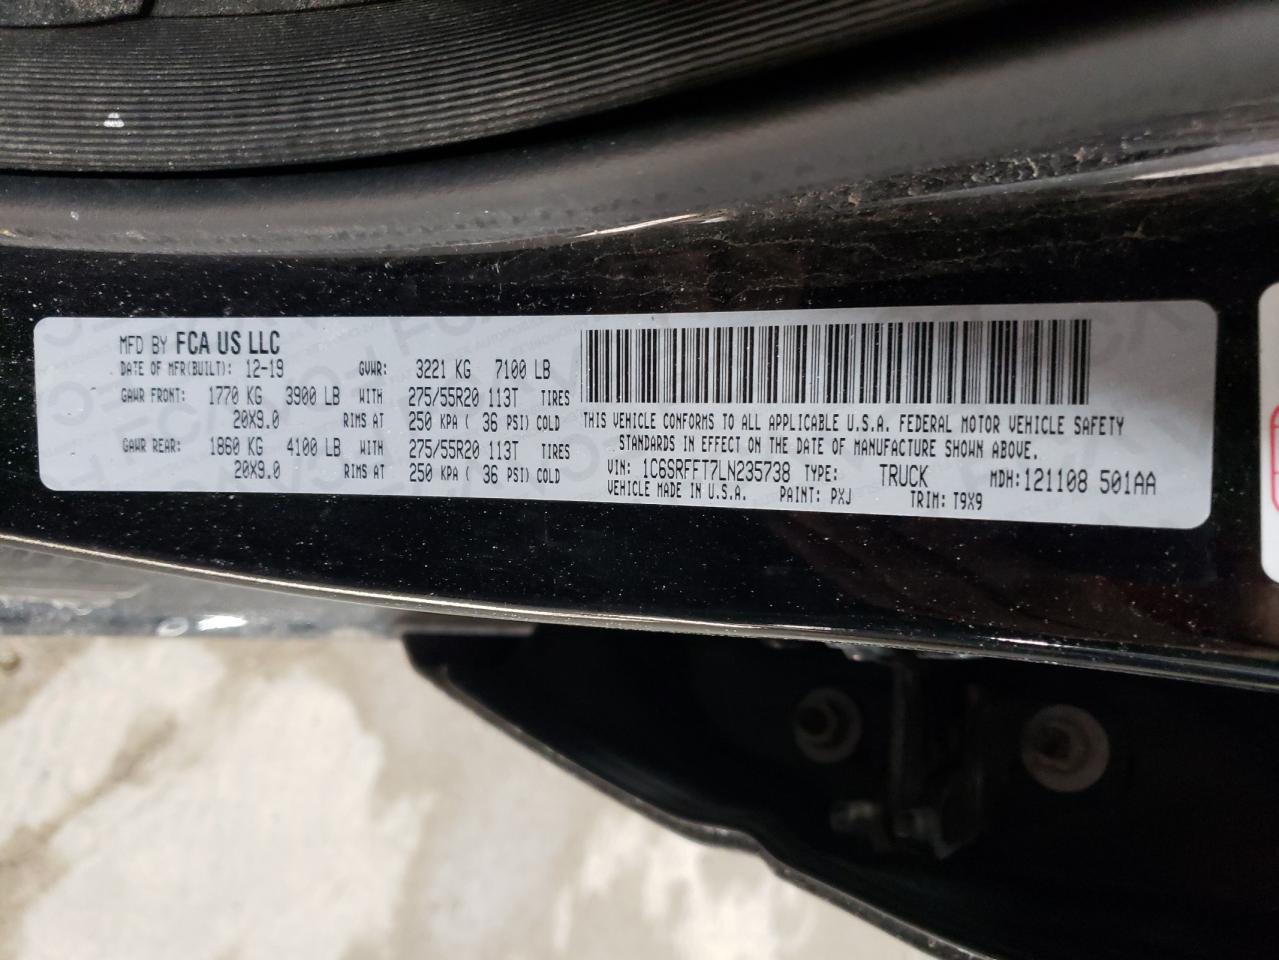 MFD BY FCA US LLC
DATE OF MFR(BUILT): 12-19 GVWR: 3221 KG 7100 LB
GAWR FRONT: 1770 KG 3900 LB WITH 275/55R20 113T TIRES
20X9.0 RIMS AT 250 KPA ( 36 PSI) COLD
GAWR REAR: 1860 KG 4100 LB WITH 275/55R20 113T TIRES
20X9.0 RIMS AT 250 KPA ( 36 PSI) COLD
THIS VEHICLE CONFORMS TO ALL APPLICABLE U.S.A. FEDERAL MOTOR VEHICLE SAFETY
STANDARDS IN EFFECT ON THE DATE OF MANUFACTURE SHOWN ABOVE.
VIN: 1C6SRFFT7LN235738 TYPE: TRUCK MDH: 121108 501AA
VEHICLE MADE IN U.S.A. PAINT: PXJ TRIM: T9X9